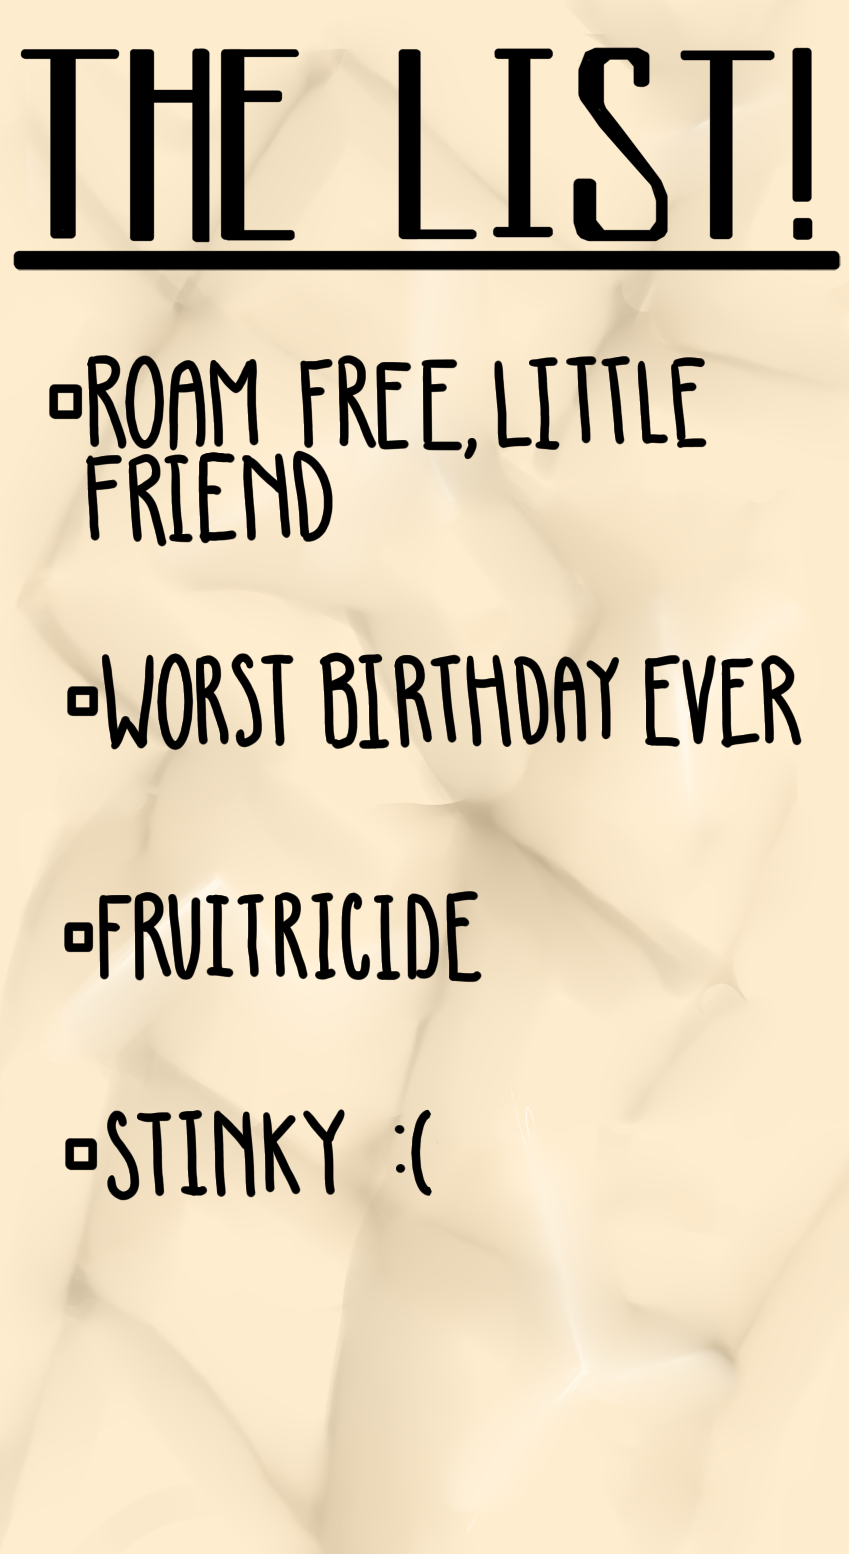 THE LIST!
▫ROAM FREE, LITTLE
FRIEND
▫WORST BIRTHDAY EVER
▫FRUITRICIDE
▫STINKY :(